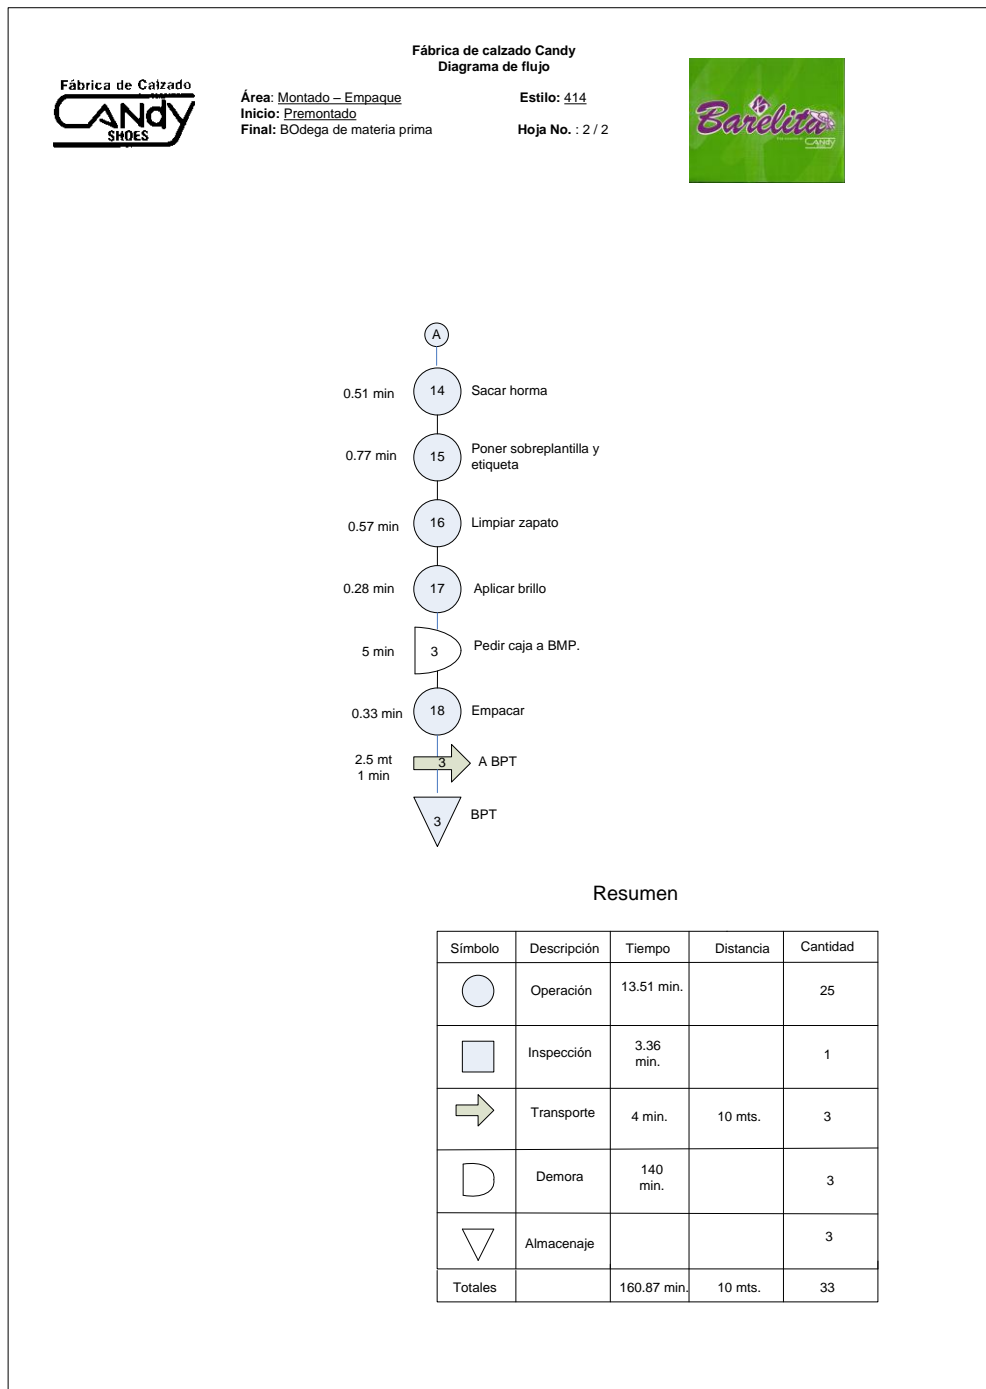 Fábrica de calzado Candy
Diagrama de flujo
Fábrica de Calzado
CANDY
SHOES
Área: Montado – Empaque
Estilo: 414
Inicio: Premontado
Final: BOdega de materia prima
Hoja No. : 2 / 2
Barelita
CANDY
A
0.51 min
14
Sacar horma
0.77 min
15
Poner sobreplantilla y
etiqueta
0.57 min
16
Limpiar zapato
0.28 min
17
Aplicar brillo
5 min
3
Pedir caja a BMP.
0.33 min
18
Empacar
2.5 mt
1 min
3
A BPT
3
BPT
Resumen
Símbolo Descripción Tiempo Distancia Cantidad
Operación 13.51 min. 25
Inspección 3.36
min. 1
Transporte 4 min. 10 mts. 3
Demora 140
min. 3
Almacenaje 3
Totales 160.87 min. 10 mts. 33